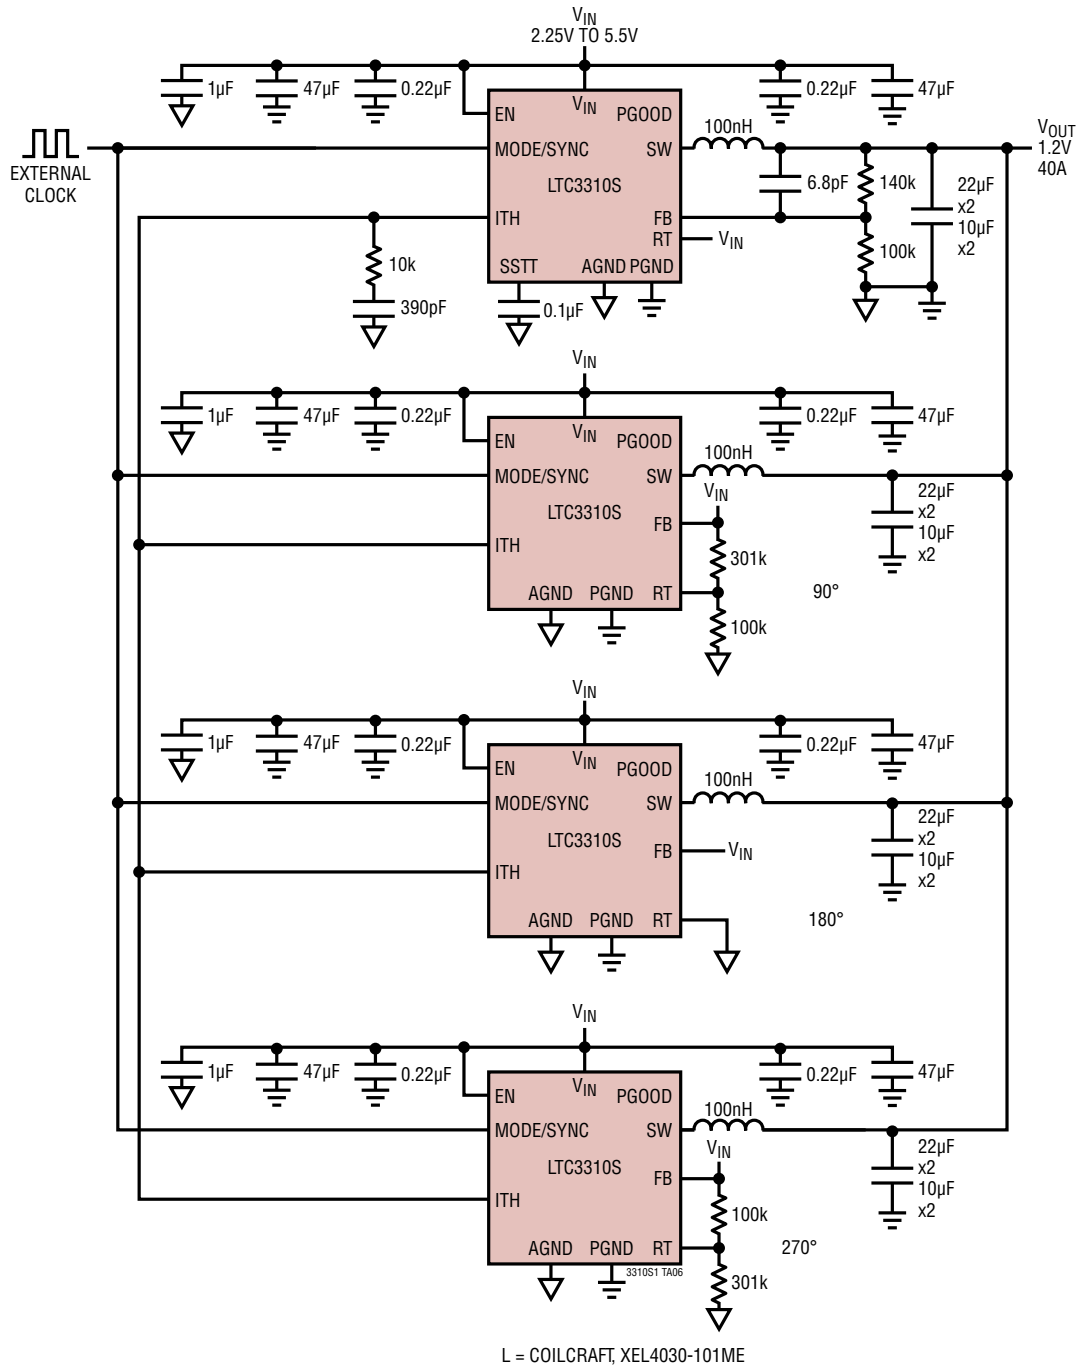 VIN
2.25V TO 5.5V
1µF
47µF
0.22µF
0.22µF
47µF
EN
VIN
PGOOD
100nH
EXTERNAL
CLOCK
MODE/SYNC
SW
VOUT
1.2V
40A
LTC3310S
6.8pF
140k
22µF
x2
10µF
x2
ITH
FB
RT
VIN
100k
10k
390pF
SSTT
AGND
PGND
0.1µF
VIN
1µF
47µF
0.22µF
0.22µF
47µF
EN
VIN
PGOOD
100nH
MODE/SYNC
SW
VIN
LTC3310S
FB
22µF
x2
10µF
x2
ITH
301k
AGND
PGND
RT
90°
100k
VIN
1µF
47µF
0.22µF
0.22µF
47µF
EN
VIN
PGOOD
100nH
MODE/SYNC
SW
LTC3310S
FB
VIN
22µF
x2
10µF
x2
ITH
AGND
PGND
RT
180°
VIN
1µF
47µF
0.22µF
0.22µF
47µF
EN
VIN
PGOOD
100nH
MODE/SYNC
SW
VIN
LTC3310S
FB
22µF
x2
10µF
x2
ITH
100k
AGND
PGND
RT
270°
3310S1 TA06
301k
L = COILCRAFT, XEL4030-101ME